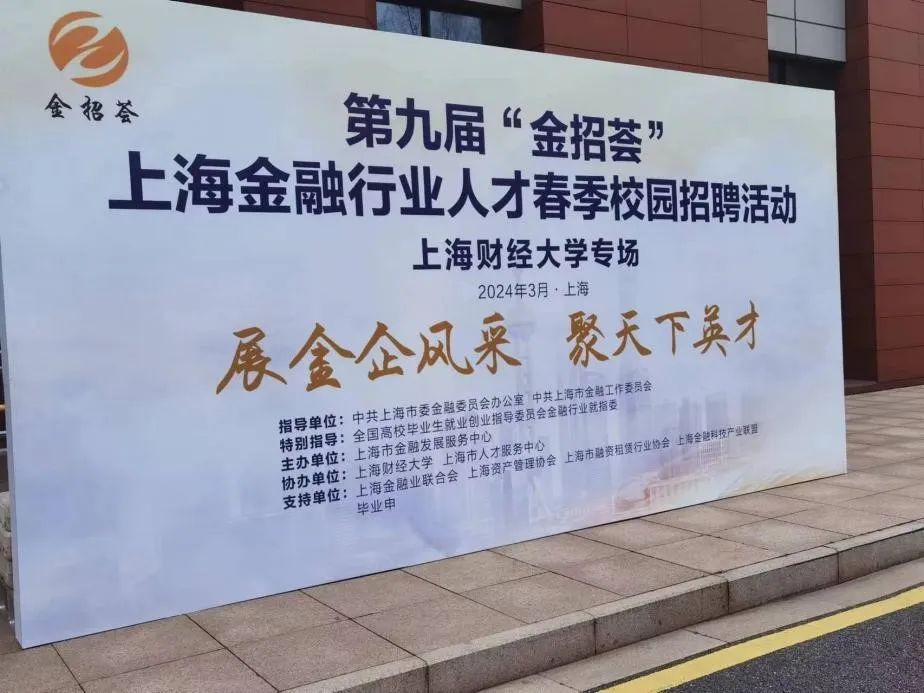 金招荟
第九届“金招荟”
上海金融行业人才春季校园招聘活动
上海财经大学专场
2024年3月·上海
展金企风采 聚天下英才
指导单位：中共上海市委金融委员会办公室 中共上海市金融工作委员会
特别指导：全国高校毕业生就业创业指导委员会金融行业就指委
主办单位：上海市金融发展服务中心
协办单位：上海财经大学 上海市人才服务中心
支持单位：上海金融业联合会 上海资产管理协会 上海市融资租赁行业协会 上海金融科技产业联盟
毕业申